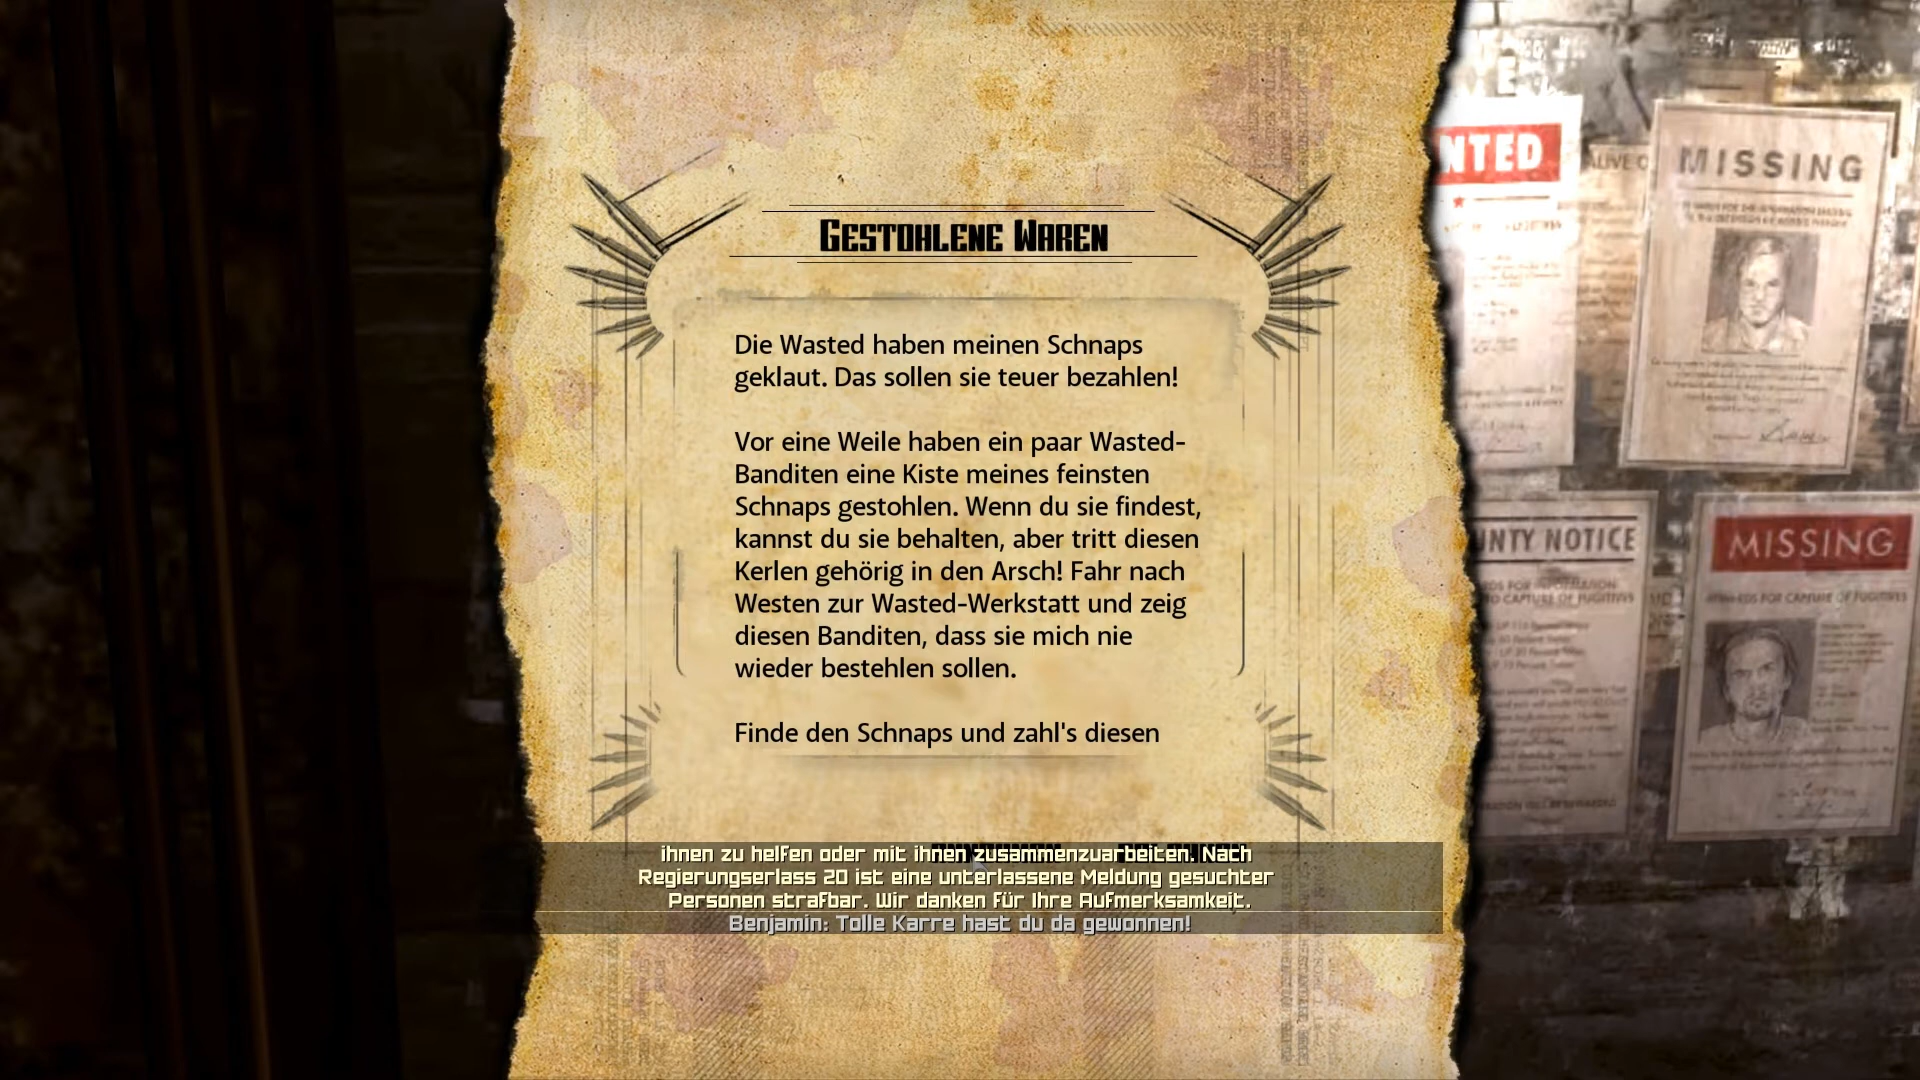 GESTOHLENE WAREN
Die Wasted haben meinen Schnaps
geklaut. Das sollen sie teuer bezahlen!
Vor eine Weile haben ein paar Wasted-
Banditen eine Kiste meines feinsten
Schnaps gestohlen. Wenn du sie findest,
kannst du sie behalten, aber tritt diesen
Kerlen gehörig in den Arsch! Fahr nach
Westen zur Wasted-Werkstatt und zeig
diesen Banditen, dass sie mich nie
wieder bestehlen sollen.
Finde den Schnaps und zahl's diesen
ihnen zu helfen oder mit ihnen zusammenzuarbeiten. Nach
Regierungserlass 20 ist eine unterlassene Meldung gesuchter
Personen strafbar. Wir danken für Ihre Aufmerksamkeit.
Benjamin: Tolle Karre hast du da gewonnen!
NTED
ALIVE O
MISSING
NTY NOTICE
MISSING